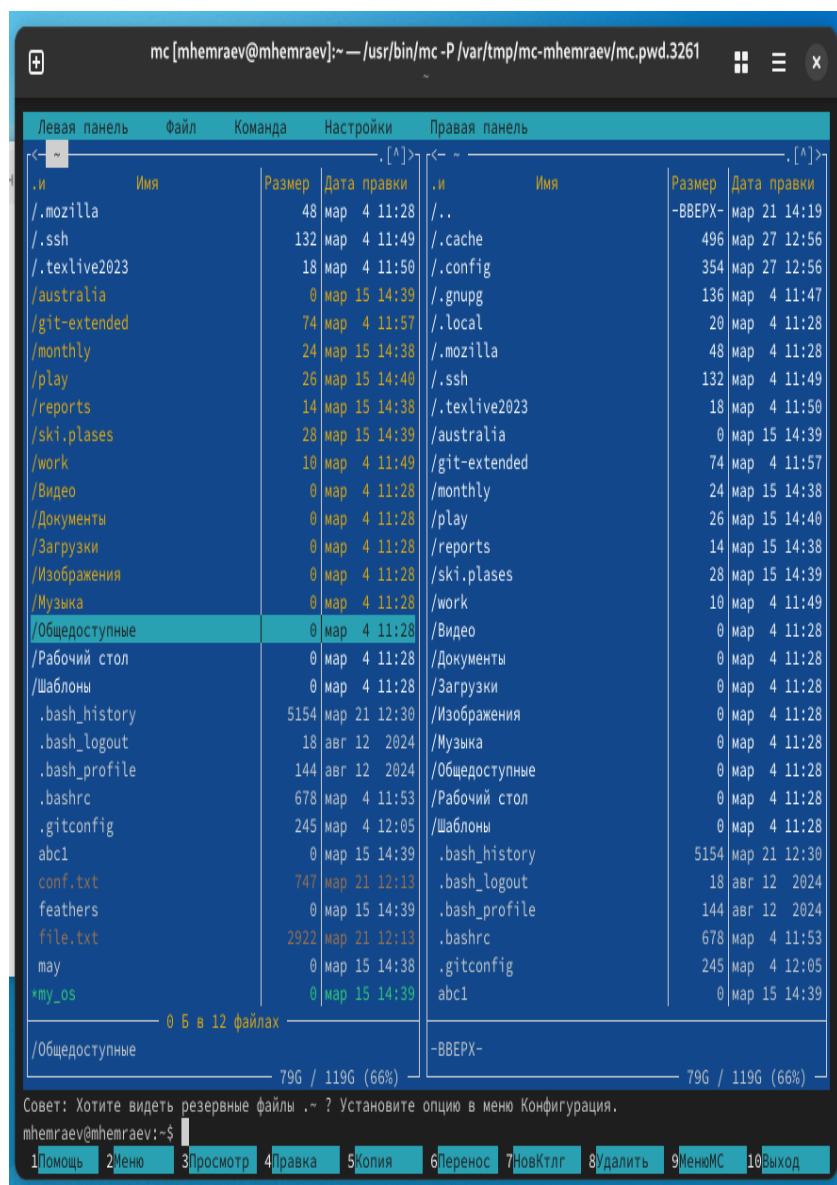 mc [mhemraev@mhemraev]:~ — /usr/bin/mc -P /var/tmp/mc-mhemraev/mc.pwd.3261
~
Левая панель Файл Команда Настройки Правая панель
<- ~ .[^]> <- ~ .[^]>
.и Имя Размер Дата правки .и Имя Размер Дата правки
/.mozilla 48 мар 4 11:28 /.. -ВВЕРХ- мар 21 14:19
/.ssh 132 мар 4 11:49 /.cache 496 мар 27 12:56
/.texlive2023 18 мар 4 11:50 /.config 354 мар 27 12:56
/australia 0 мар 15 14:39 /.gnupg 136 мар 4 11:47
/git-extended 74 мар 4 11:57 /.local 20 мар 4 11:28
/monthly 24 мар 15 14:38 /.mozilla 48 мар 4 11:28
/play 26 мар 15 14:40 /.ssh 132 мар 4 11:49
/reports 14 мар 15 14:38 /.texlive2023 18 мар 4 11:50
/ski.plases 28 мар 15 14:39 /australia 0 мар 15 14:39
/work 10 мар 4 11:49 /git-extended 74 мар 4 11:57
/Видео 0 мар 4 11:28 /monthly 24 мар 15 14:38
/Документы 0 мар 4 11:28 /play 26 мар 15 14:40
/Загрузки 0 мар 4 11:28 /reports 14 мар 15 14:38
/Изображения 0 мар 4 11:28 /ski.plases 28 мар 15 14:39
/Музыка 0 мар 4 11:28 /work 10 мар 4 11:49
/Общедоступные 0 мар 4 11:28 /Видео 0 мар 4 11:28
/Рабочий стол 0 мар 4 11:28 /Документы 0 мар 4 11:28
/Шаблоны 0 мар 4 11:28 /Загрузки 0 мар 4 11:28
.bash_history 5154 мар 21 12:30 /Изображения 0 мар 4 11:28
.bash_logout 18 авг 12 2024 /Музыка 0 мар 4 11:28
.bash_profile 144 авг 12 2024 /Общедоступные 0 мар 4 11:28
.bashrc 678 мар 4 11:53 /Рабочий стол 0 мар 4 11:28
.gitconfig 245 мар 4 12:05 /Шаблоны 0 мар 4 11:28
abc1 0 мар 15 14:39 .bash_history 5154 мар 21 12:30
conf.txt 747 мар 21 12:13 .bash_logout 18 авг 12 2024
feathers 0 мар 15 14:39 .bash_profile 144 авг 12 2024
file.txt 2922 мар 21 12:13 .bashrc 678 мар 4 11:53
may 0 мар 15 14:38 .gitconfig 245 мар 4 12:05
*my_os 0 мар 15 14:39 abc1 0 мар 15 14:39
0 Б в 12 файлах
/Общедоступные -ВВЕРХ-
79G / 119G (66%) 79G / 119G (66%)
Совет: Хотите видеть резервные файлы .~ ? Установите опцию в меню Конфигурация.
mhemraev@mhemraev:~$
1Помощь 2Меню 3Просмотр 4Правка 5Копия 6Перенос 7НовКтлг 8Удалить 9МенюMC 10Выход